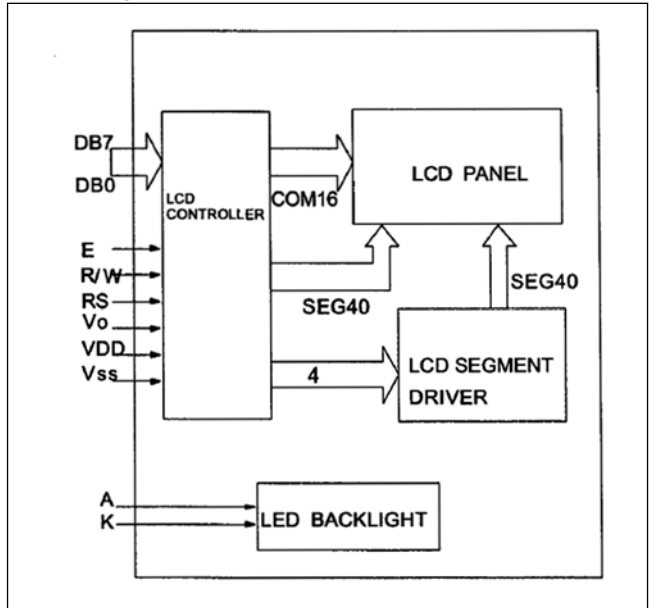 DB7
DB0
E
R/W
RS
Vo
VDD
Vss
LCD
CONTROLLER
COM16
LCD PANEL
SEG40
SEG40
4
LCD SEGMENT
DRIVER
A
K
LED BACKLIGHT